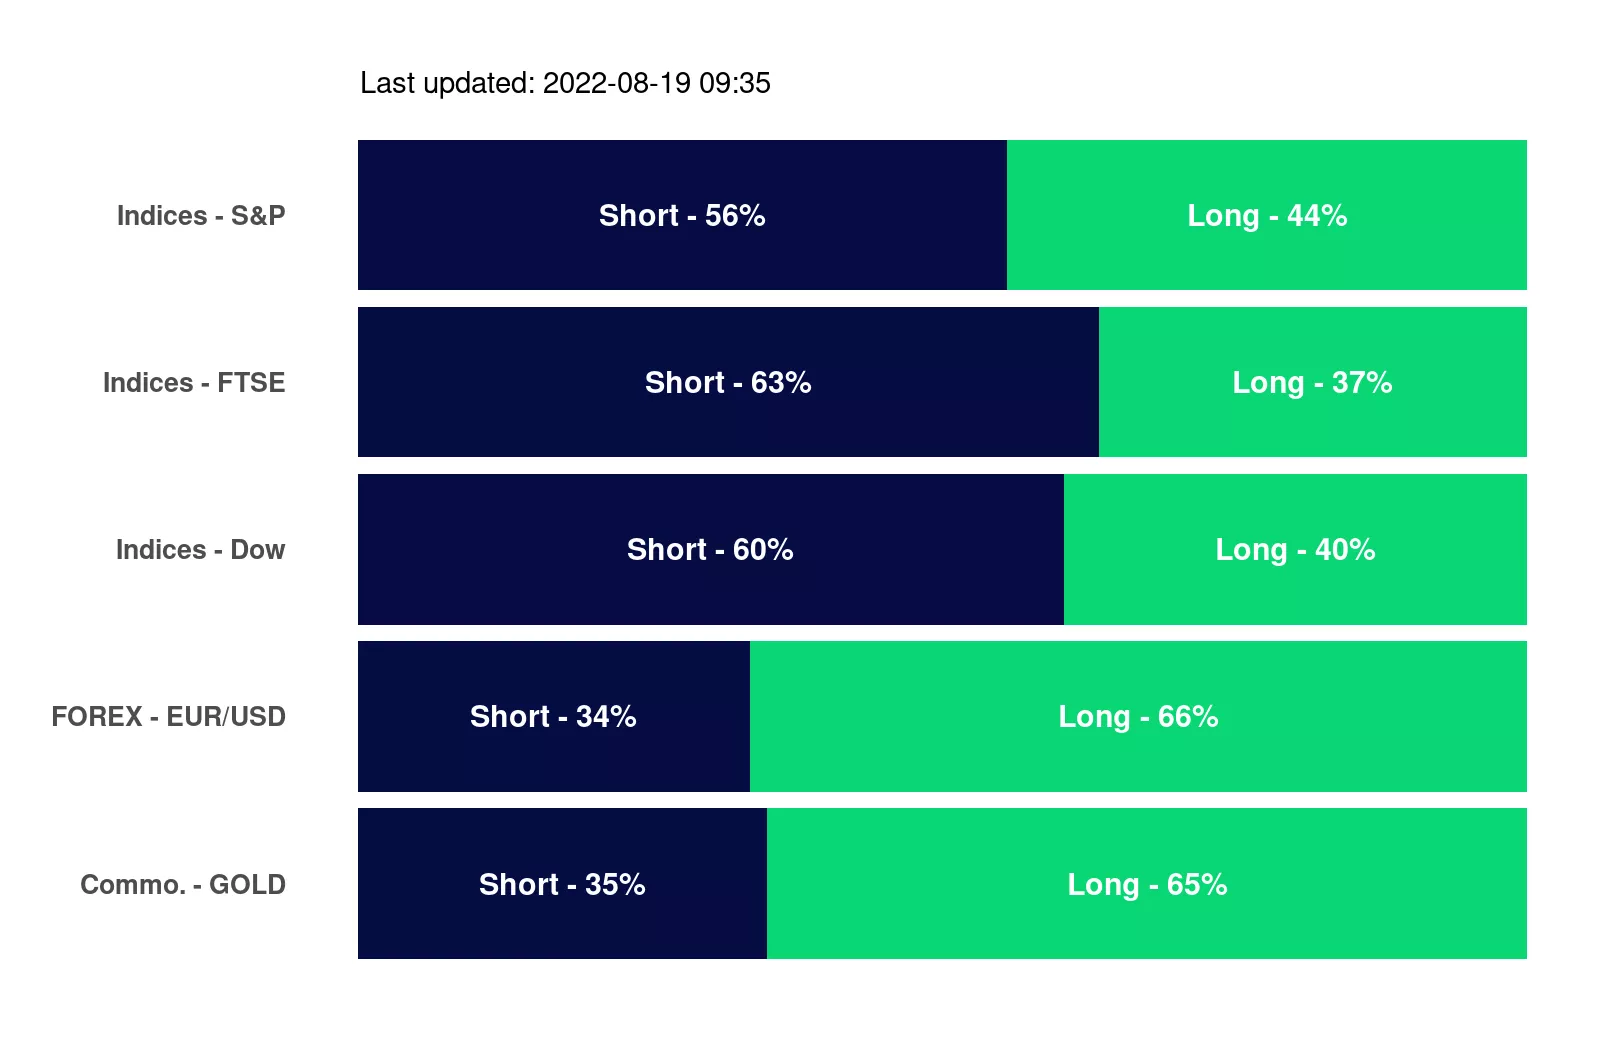 Last updated: 2022-08-19 09:35
Indices - S&P Short - 56% Long - 44%
Indices - FTSE Short - 63% Long - 37%
Indices - Dow Short - 60% Long - 40%
FOREX - EUR/USD Short - 34% Long - 66%
Commo. - GOLD Short - 35% Long - 65%